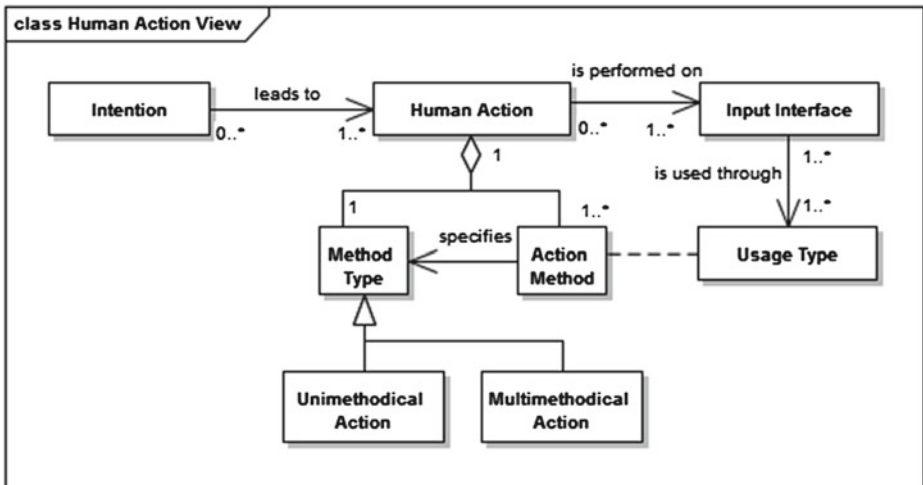 class Human Action View
is performed on
Intention
leads to
Human Action
Input Interface
0..*
1..*
0..*
1..*
1
1..*
is used through
1
1..*
1..*
Method
Type
specifies
Action
Method
Usage Type
Unimethodical
Action
Multimethodical
Action